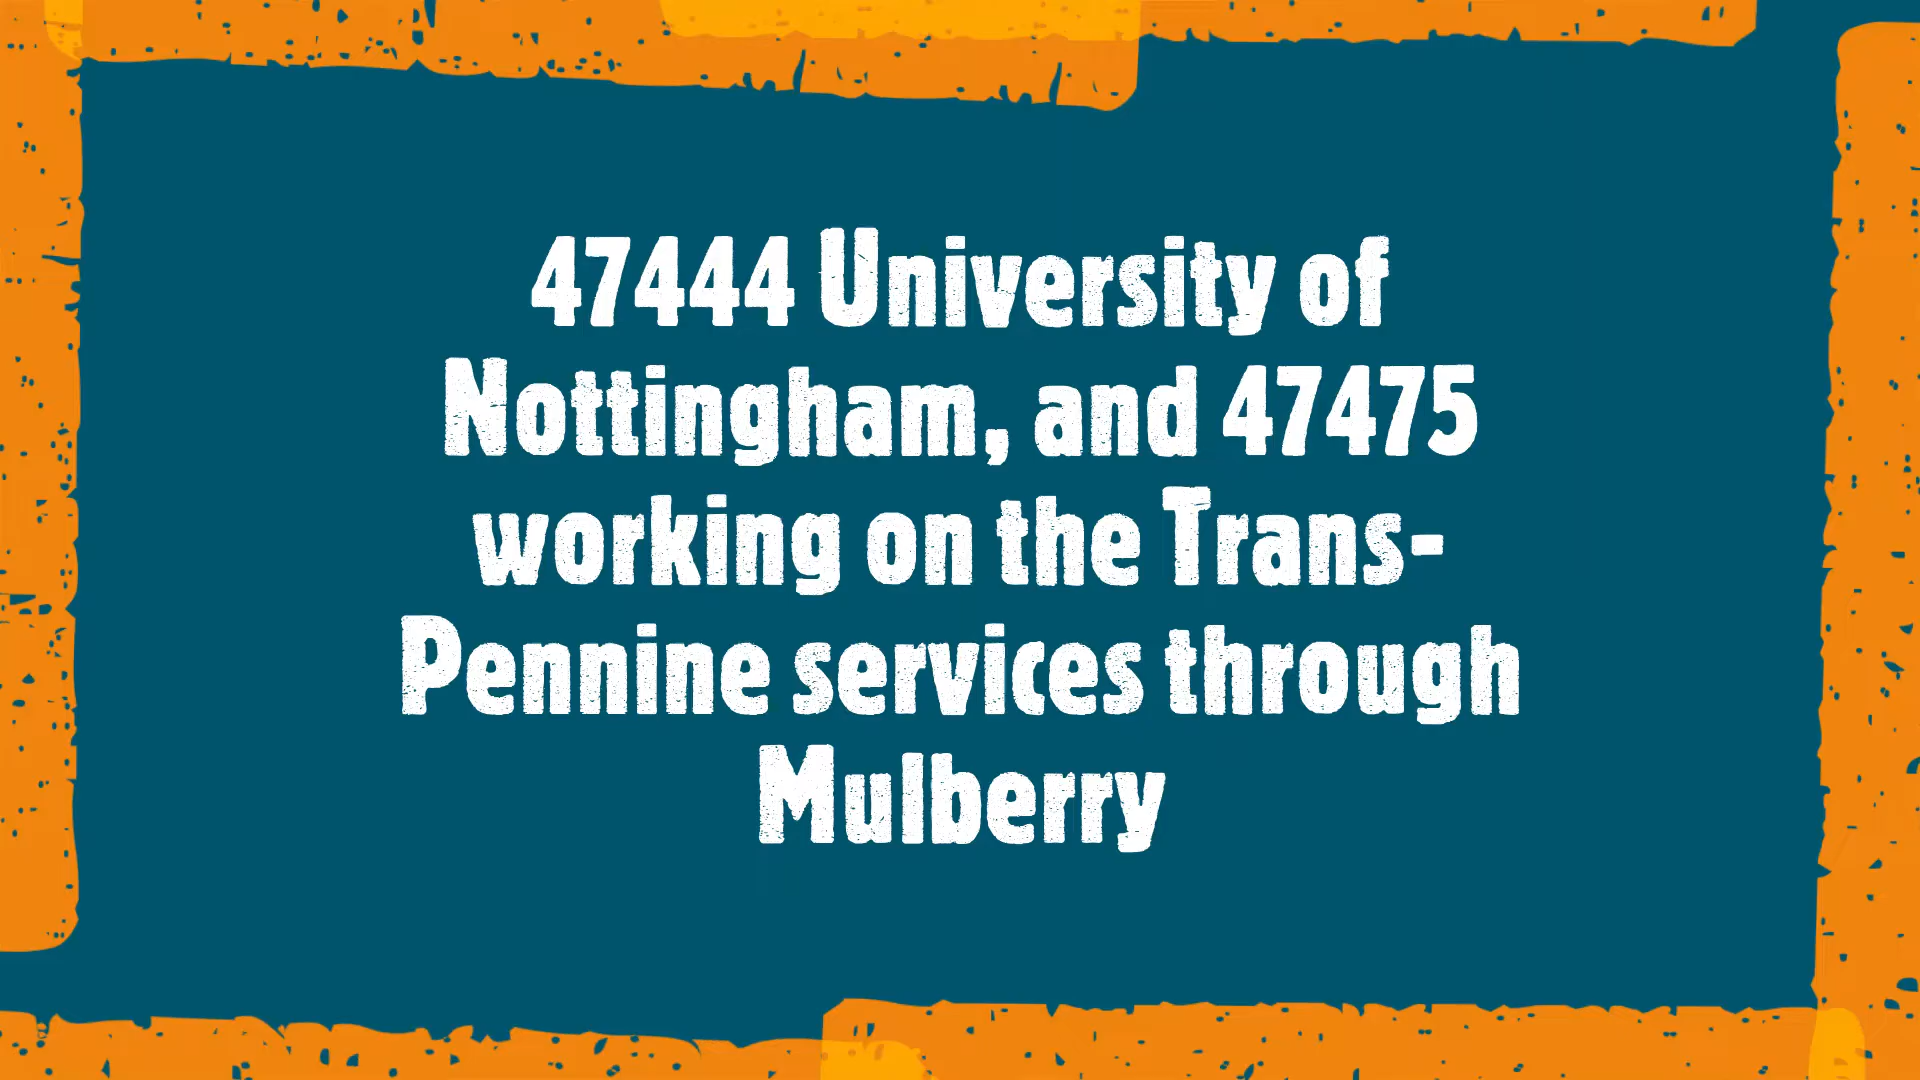 47444 University of
Nottingham, and 47475
working on the Trans-
Pennine services through
Mulberry